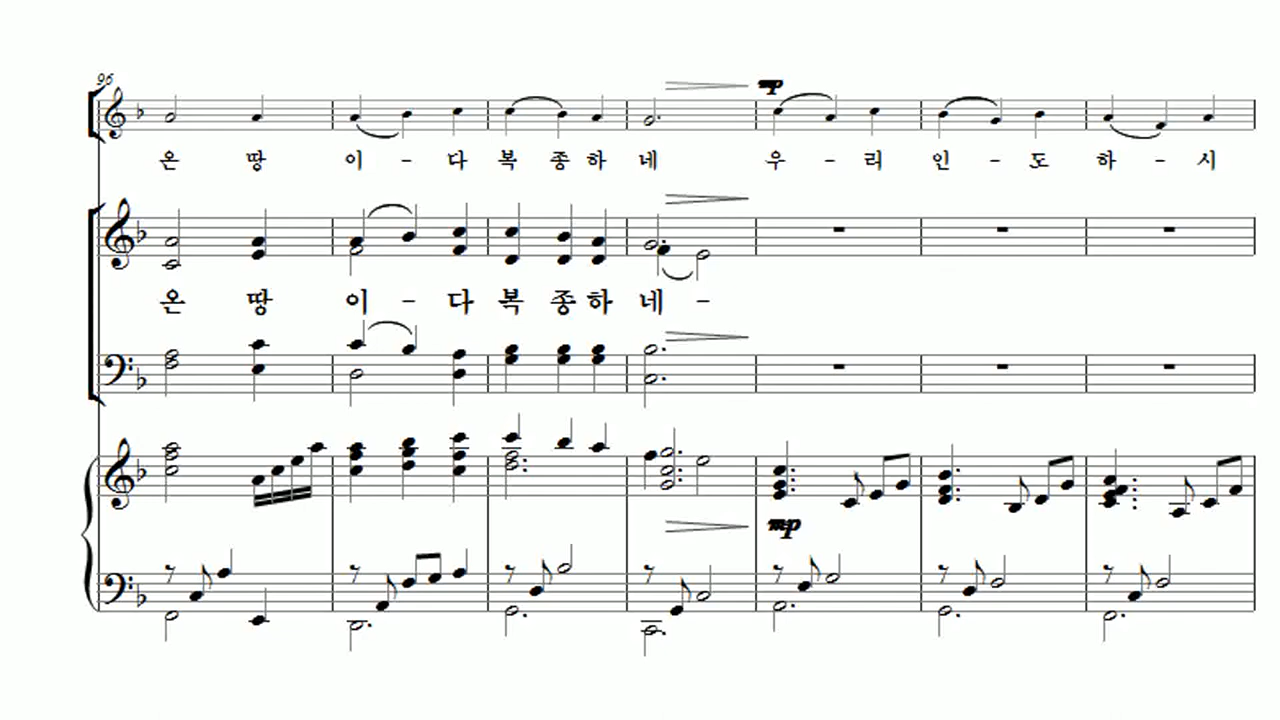 96
mp
온 땅 이 - 다 복 종 하 네 우 - 리 인 - 도 하 - 시
온 땅 이 - 다 복 종 하 네 -
mp